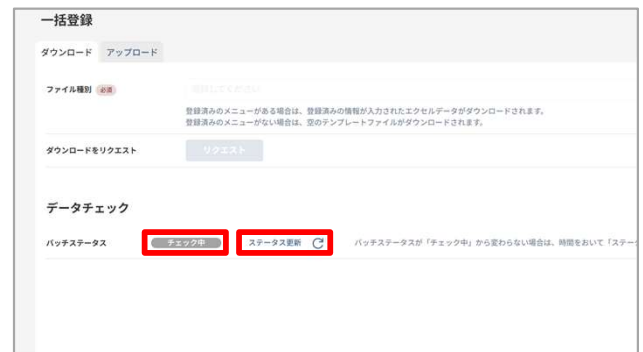 一括登録
ダウンロード アップロード
ファイル種別 必須 選択してください
登録済みのメニューがある場合は、登録済みの情報が入力されたエクセルデータがダウンロードされます。
登録済みのメニューがない場合は、空のテンプレートファイルがダウンロードされます。
ダウンロードをリクエスト リクエスト
データチェック
バッチステータス チェック中 ステータス更新 バッチステータスが「チェック中」から変わらない場合は、時間をおいて「ステー